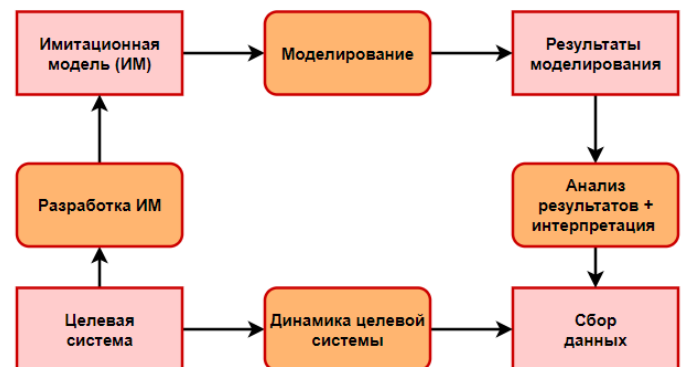 Имитационная
модель (ИМ)
Моделирование
Результаты
моделирования
Разработка ИМ
Анализ
результатов +
интерпретация
Целевая
система
Динамика целевой
системы
Сбор
данных